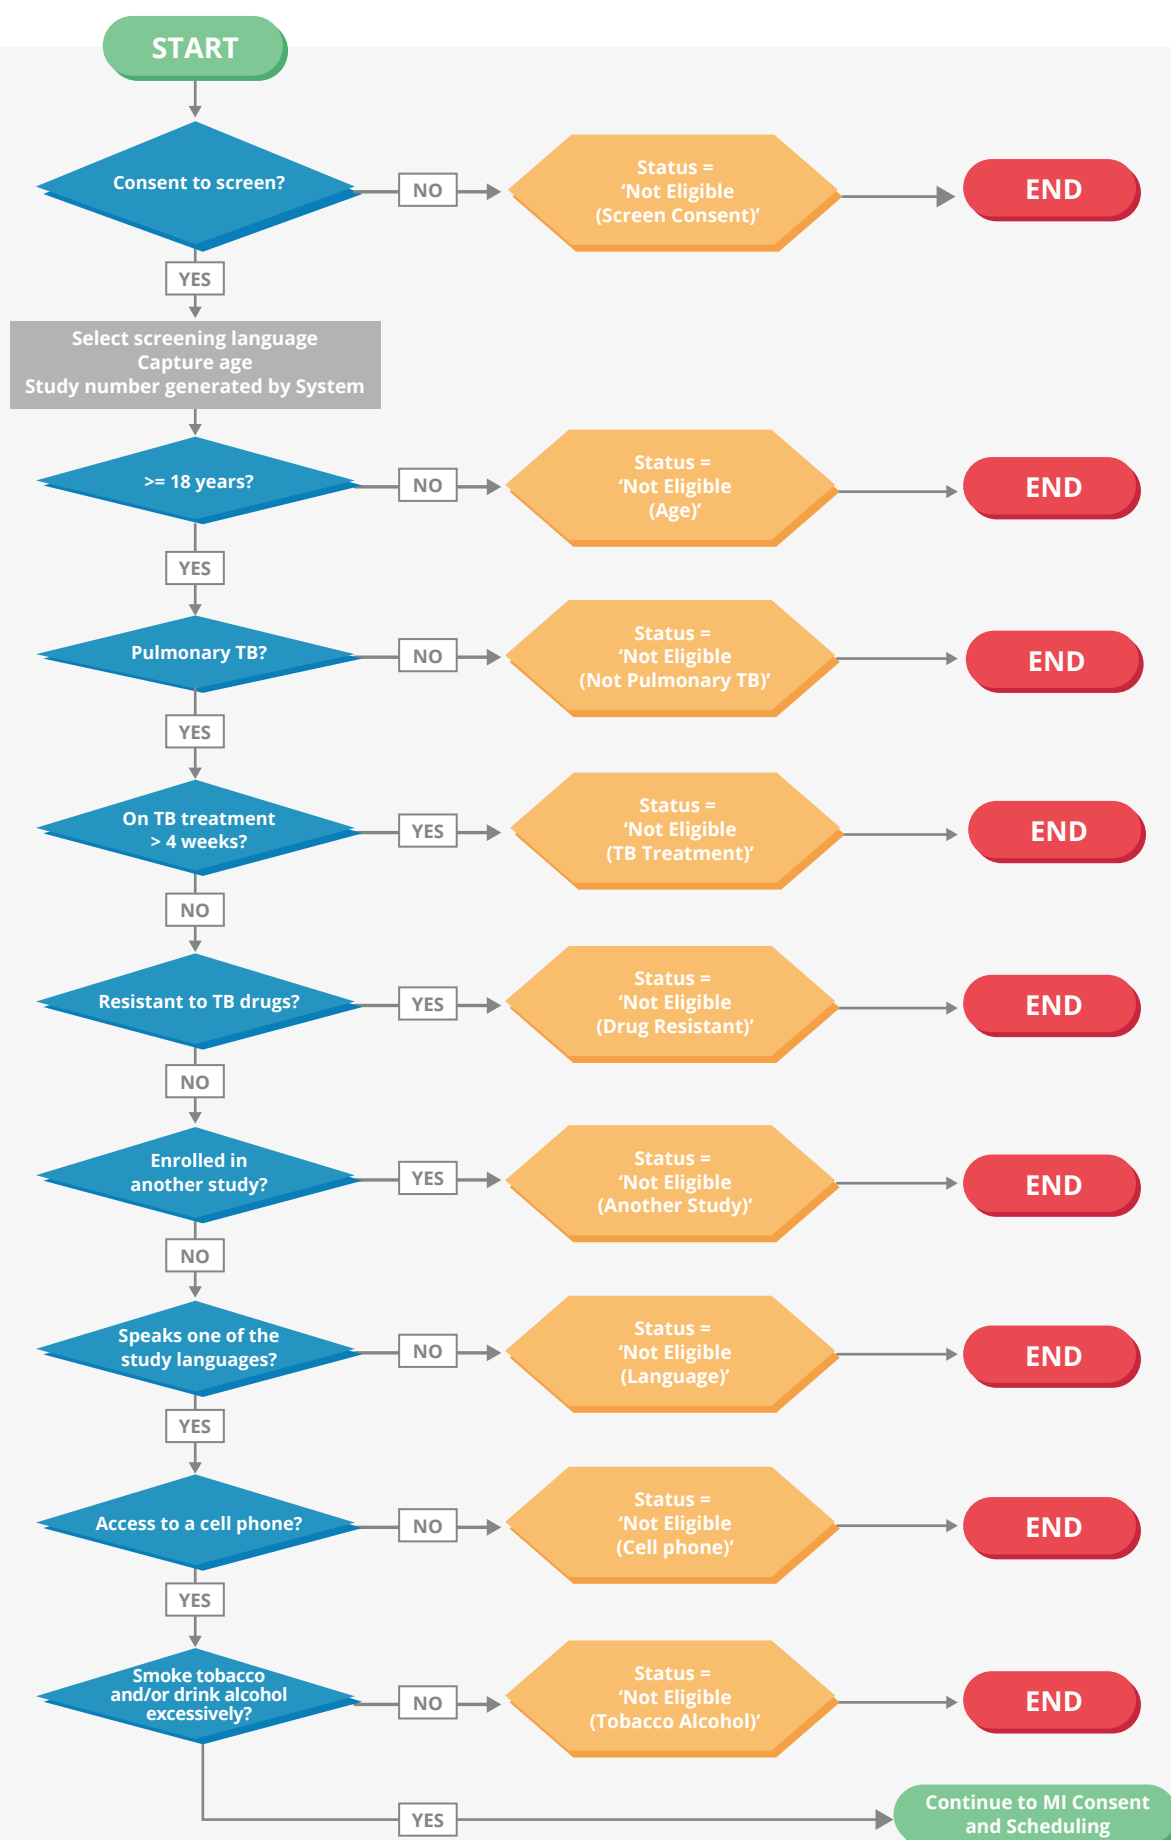 START
Consent to screen?
NO
Status =
‘Not Eligible
(Screen Consent)’
END
YES
Select screening language
Capture age
Study number generated by System
>= 18 years?
NO
Status =
‘Not Eligible
(Age)’
END
YES
Pulmonary TB?
NO
Status =
‘Not Eligible
(Not Pulmonary TB)’
END
YES
On TB treatment
> 4 weeks?
YES
Status =
‘Not Eligible
(TB Treatment)’
END
NO
Resistant to TB drugs?
YES
Status =
‘Not Eligible
(Drug Resistant)’
END
NO
Enrolled in
another study?
YES
Status =
‘Not Eligible
(Another Study)’
END
NO
Speaks one of the
study languages?
NO
Status =
‘Not Eligible
(Language)’
END
YES
Access to a cell phone?
NO
Status =
‘Not Eligible
(Cell phone)’
END
YES
Smoke tobacco
and/or drink alcohol
excessively?
NO
Status =
‘Not Eligible
(Tobacco Alcohol)’
END
YES
Continue to MI Consent
and Scheduling